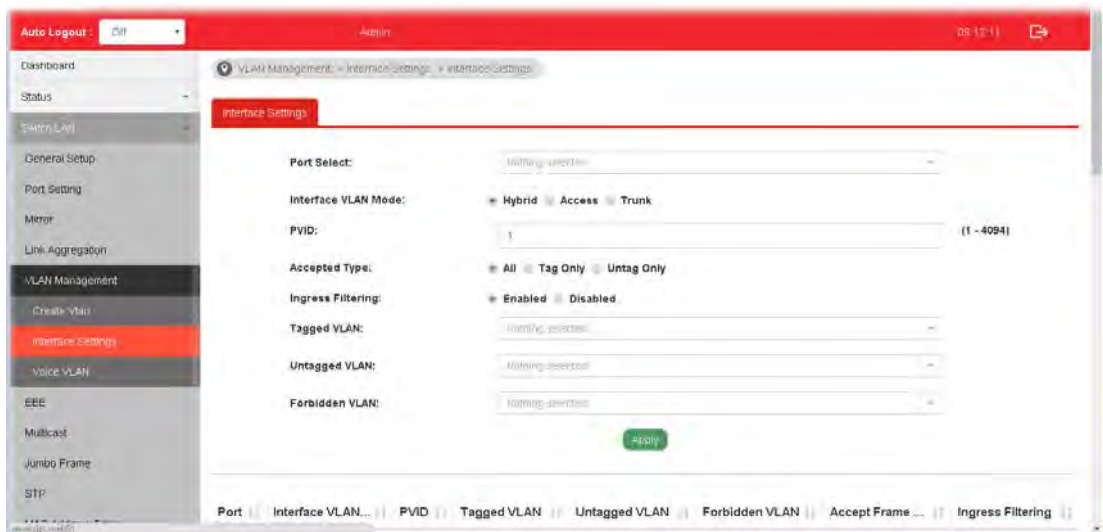 Auto Logout : Off
Admin
09:12:11
Dashboard
Status
Switch LAN
General Setup
Port Setting
Mirror
Link Aggregation
VLAN Management
Create Vlan
Interface Settings
Voice VLAN
EEE
Multicast
Jumbo Frame
STP
VLAN Management > Interface Settings > Interface Settings
Interface Settings
Port Select: Nothing selected
Interface VLAN Mode: Hybrid Access Trunk
PVID: 1 (1 - 4094)
Accepted Type: All Tag Only Untag Only
Ingress Filtering: Enabled Disabled
Tagged VLAN: Nothing selected
Untagged VLAN: Nothing selected
Forbidden VLAN: Nothing selected
Apply
Port Interface VLAN... PVID Tagged VLAN Untagged VLAN Forbidden VLAN Accept Frame ... Ingress Filtering